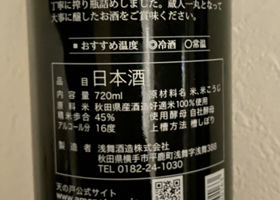 丁寧に搾り瓶詰めしました。蔵人一丸となって
大事に醸したお酒をご賞味ください。
■おすすめ温度 ◎冷酒 〇常温
品目 日本酒
内容量 720ml 原材料名 米、米こうじ
原料米 秋田県産酒造好適米100%使用
精米歩合 45% 使用酵母 自社酵母
アルコール分 16度 上槽方法 槽しぼり
製造者 浅舞酒造株式会社
秋田県横手市平鹿町浅舞字浅舞388
TEL 0182-24-1030
天の戸公式サイト